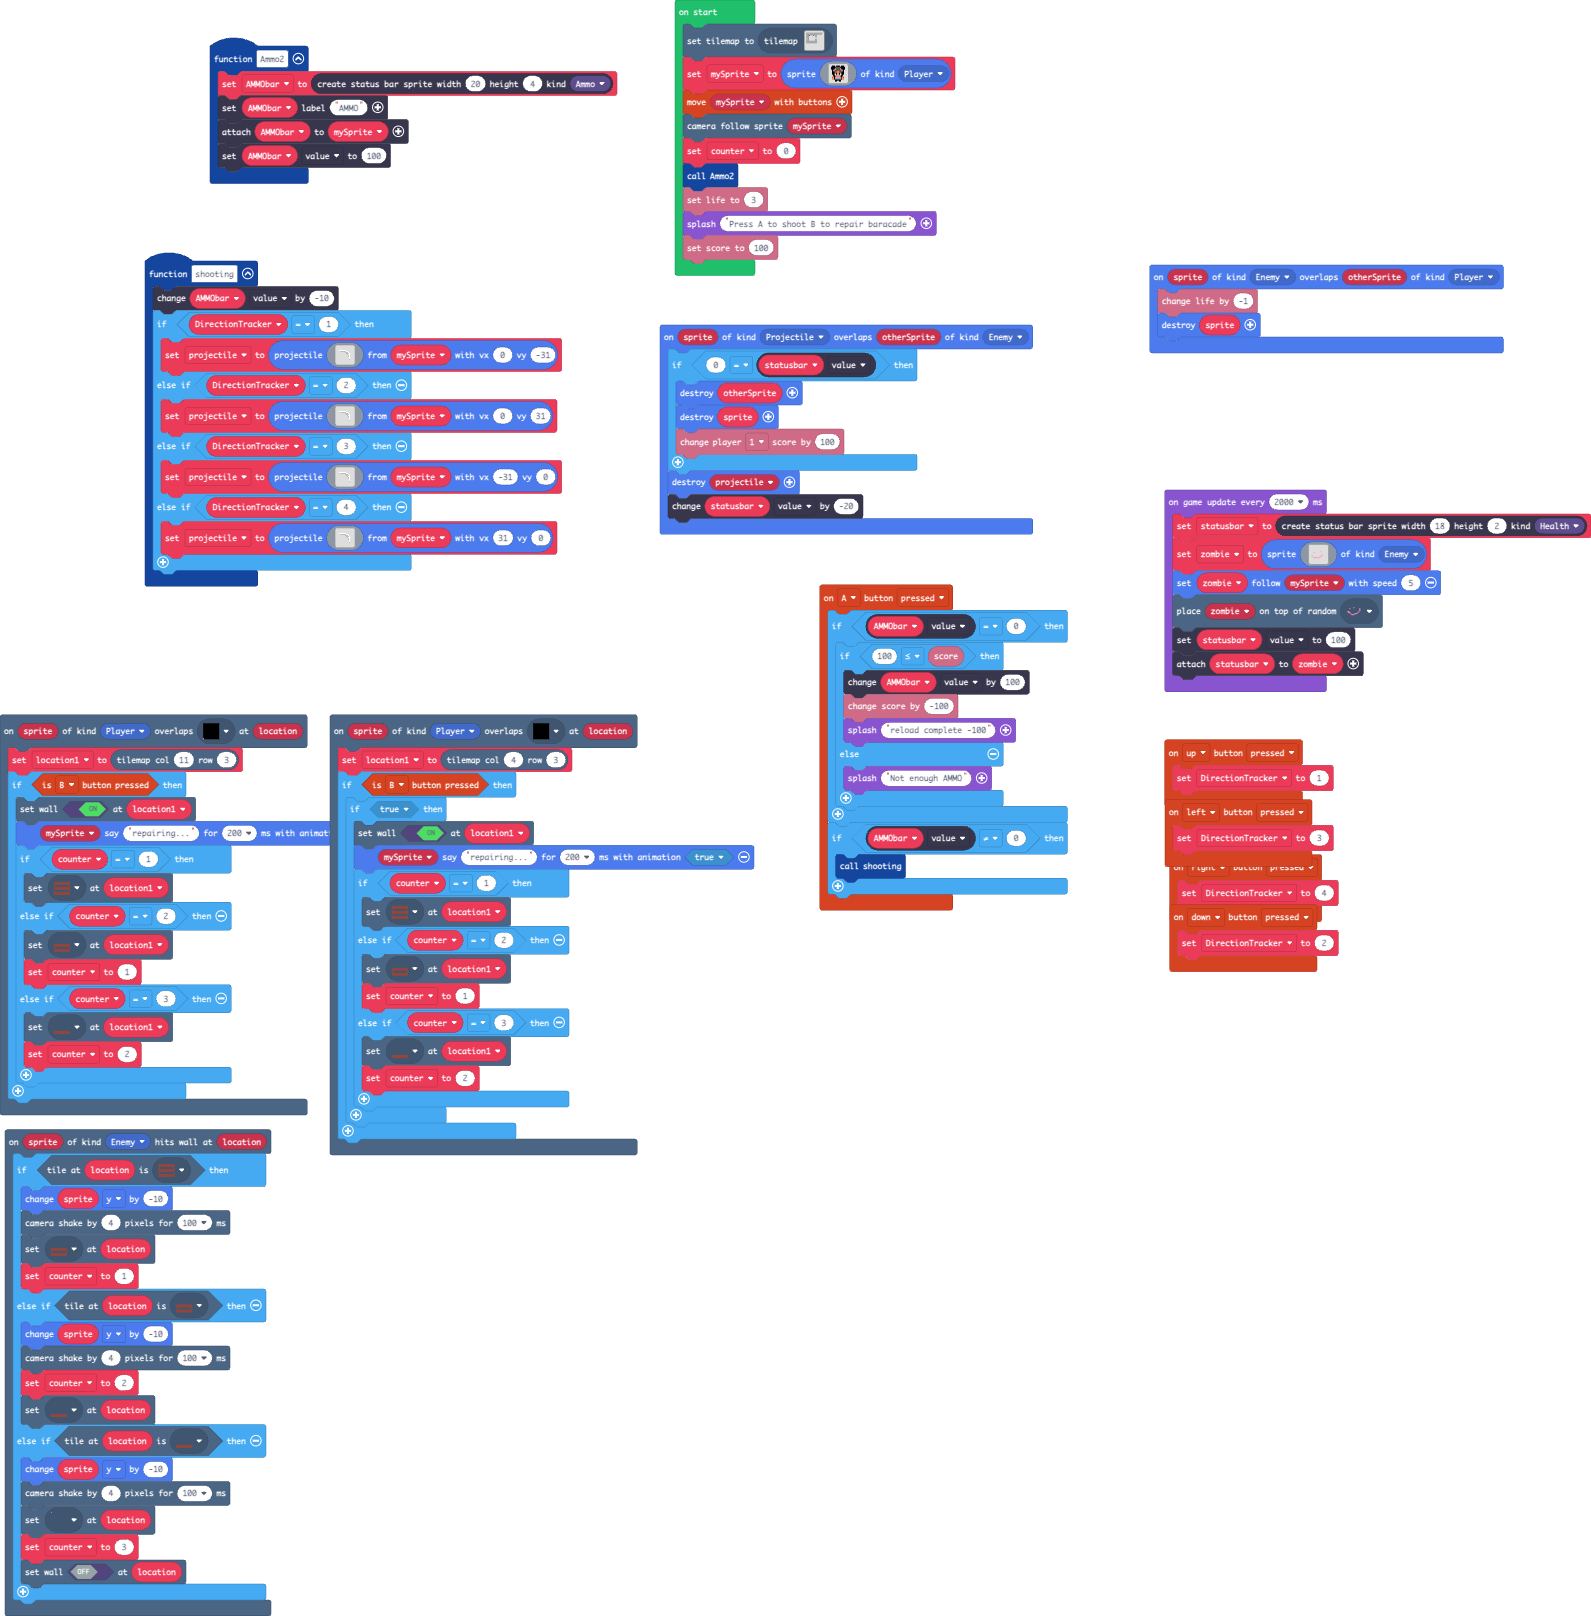 function Ammo2
set AMMObar to create status bar sprite width 20 height 4 kind Ammo
set AMMObar label "AMMO"
attach AMMObar to mySprite
set AMMObar value to 100
on start
set tilemap to tilemap
set mySprite to sprite of kind Player
move mySprite with buttons
camera follow sprite mySprite
set counter to 0
call Ammo2
set life to 3
splash "Press A to shoot B to repair baracade"
set score to 100
function shooting
change AMMObar value by -10
if DirectionTracker = 1 then
set projectile to projectile from mySprite with vx 0 vy -31
else if DirectionTracker = 2 then
set projectile to projectile from mySprite with vx 0 vy 31
else if DirectionTracker = 3 then
set projectile to projectile from mySprite with vx -31 vy 0
else if DirectionTracker = 4 then
set projectile to projectile from mySprite with vx 31 vy 0
on sprite of kind Projectile overlaps otherSprite of kind Enemy
if 0 = statusbar value then
destroy otherSprite
destroy sprite
change player 1 score by 100
destroy projectile
change statusbar value by -20
on sprite of kind Enemy overlaps otherSprite of kind Player
change life by -1
destroy sprite
on game update every 2000 ms
set statusbar to create status bar sprite width 18 height 2 kind Health
set zombie to sprite of kind Enemy
set zombie follow mySprite with speed 5
place zombie on top of random
set statusbar value to 100
attach statusbar to zombie
on A button pressed
if AMMObar value = 0 then
if 100 ≤ score then
change AMMObar value by 100
change score by -100
splash "reload complete -100"
else
splash "Not enough AMMO"
if AMMObar value ≠ 0 then
call shooting
on up button pressed
set DirectionTracker to 1
on left button pressed
set DirectionTracker to 3
on right button pressed
set DirectionTracker to 4
on down button pressed
set DirectionTracker to 2
on sprite of kind Player overlaps at location
set location1 to tilemap col 11 row 3
if is B button pressed then
set wall ON at location1
mySprite say "repairing..." for 200 ms with animat
if counter = 1 then
set at location1
else if counter = 2 then
set at location1
set counter to 1
else if counter = 3 then
set at location1
set counter to 2
on sprite of kind Player overlaps at location
set location1 to tilemap col 4 row 3
if is B button pressed then
if true then
set wall ON at location1
mySprite say "repairing..." for 200 ms with animation true
if counter = 1 then
set at location1
else if counter = 2 then
set at location1
set counter to 1
else if counter = 3 then
set at location1
set counter to 2
on sprite of kind Enemy hits wall at location
if tile at location is then
change sprite y by -10
camera shake by 4 pixels for 100 ms
set at location
set counter to 1
else if tile at location is then
change sprite y by -10
camera shake by 4 pixels for 100 ms
set counter to 2
set at location
else if tile at location is then
change sprite y by -10
camera shake by 4 pixels for 100 ms
set at location
set counter to 3
set wall OFF at location